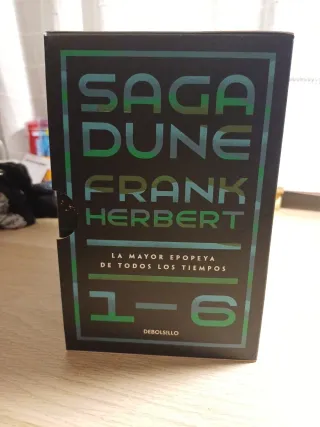 SAGA
DUNE
FRANK
HERBERT
LA MAYOR EPOPEYA
DE TODOS LOS TIEMPOS
1–6
DEBOLSILLO